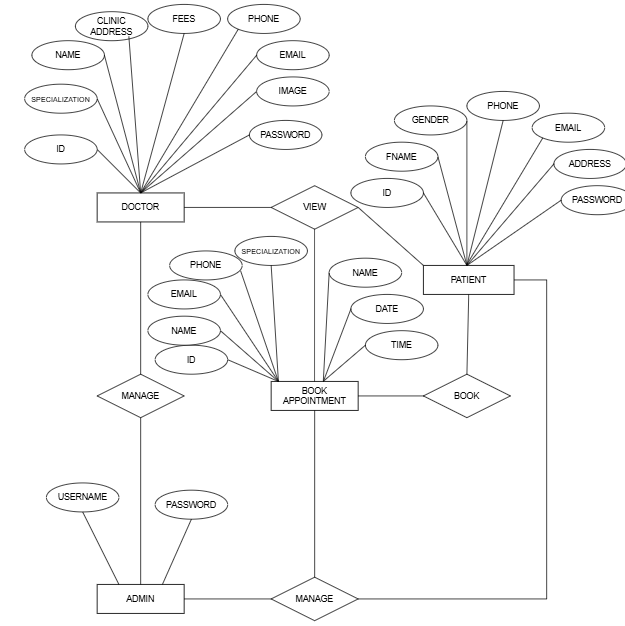 CLINIC
ADDRESS
FEES
PHONE
NAME
EMAIL
SPECIALIZATION
IMAGE
ID
PASSWORD
GENDER
PHONE
EMAIL
FNAME
ADDRESS
ID
PASSWORD
DOCTOR
VIEW
PATIENT
PHONE
SPECIALIZATION
EMAIL
NAME
ID
NAME
DATE
TIME
MANAGE
BOOK
APPOINTMENT
BOOK
USERNAME
PASSWORD
ADMIN
MANAGE